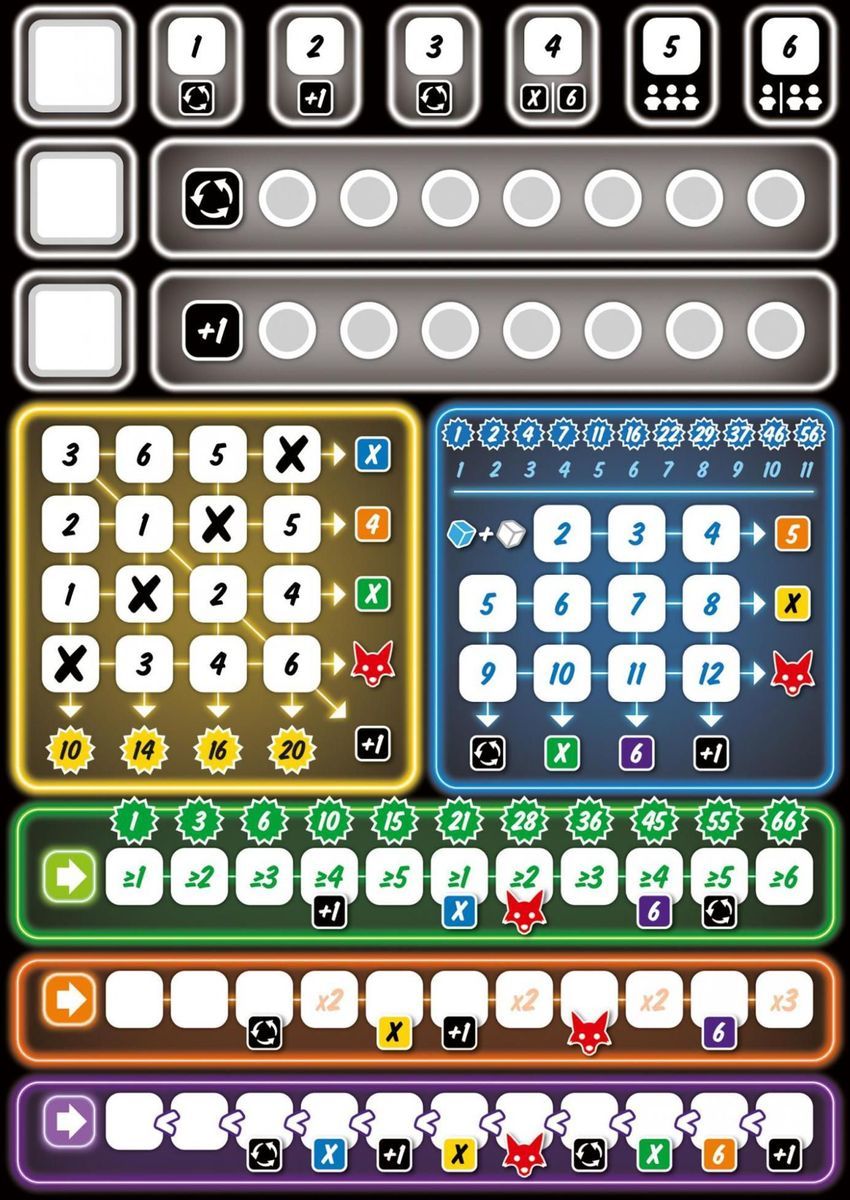 1 2 3 4 5 6
+1 X 6
+1
3 6 5 X X
2 1 X 5 4
1 X 2 4 X
X 3 4 6
10 14 16 20 +1
1 2 4 7 11 16 22 29 37 46 56
1 2 3 4 5 6 7 8 9 10 11
+ 2 3 4 5
5 6 7 8 X
9 10 11 12
X 6 +1
1 3 6 10 15 21 28 36 45 55 66
≥1 ≥2 ≥3 ≥4 ≥5 ≥1 ≥2 ≥3 ≥4 ≥5 ≥6
+1 X 6
x2 x2 x2 x3
X +1 6
< < < < < < < < < <
X +1 X X 6 +1